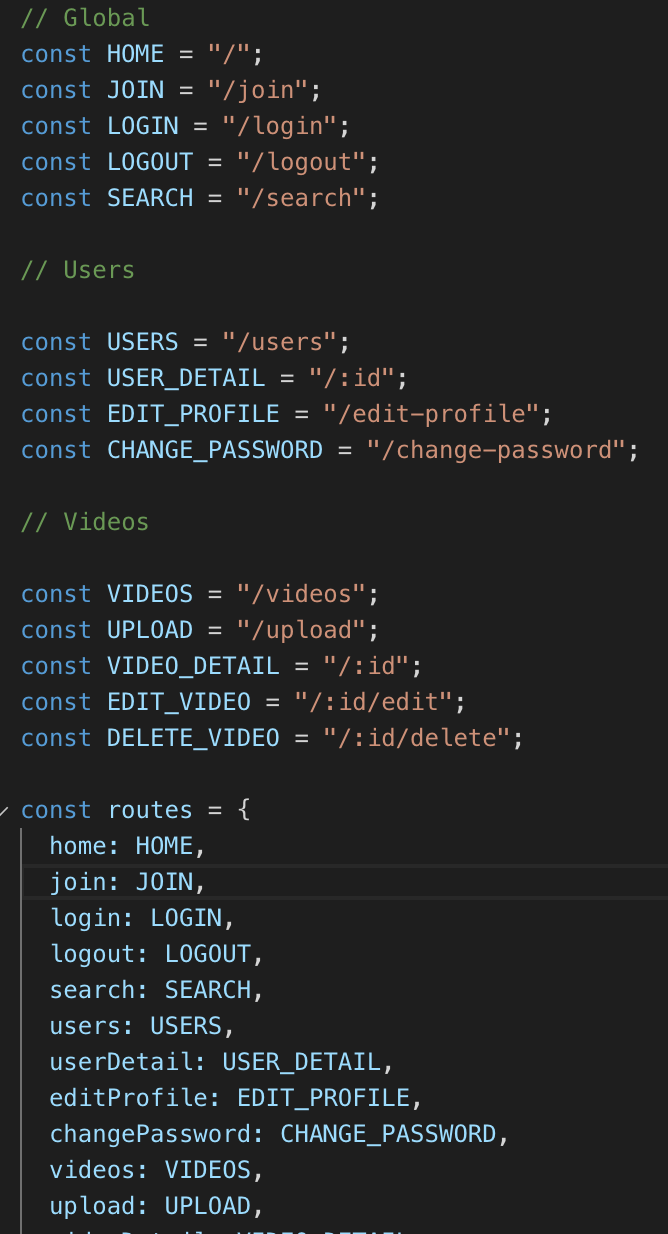 // Global
const HOME = "/";
const JOIN = "/join";
const LOGIN = "/login";
const LOGOUT = "/logout";
const SEARCH = "/search";
// Users
const USERS = "/users";
const USER_DETAIL = "/:id";
const EDIT_PROFILE = "/edit-profile";
const CHANGE_PASSWORD = "/change-password";
// Videos
const VIDEOS = "/videos";
const UPLOAD = "/upload";
const VIDEO_DETAIL = "/:id";
const EDIT_VIDEO = "/:id/edit";
const DELETE_VIDEO = "/:id/delete";
const routes = {
home: HOME,
join: JOIN,
login: LOGIN,
logout: LOGOUT,
search: SEARCH,
users: USERS,
userDetail: USER_DETAIL,
editProfile: EDIT_PROFILE,
changePassword: CHANGE_PASSWORD,
videos: VIDEOS,
upload: UPLOAD,